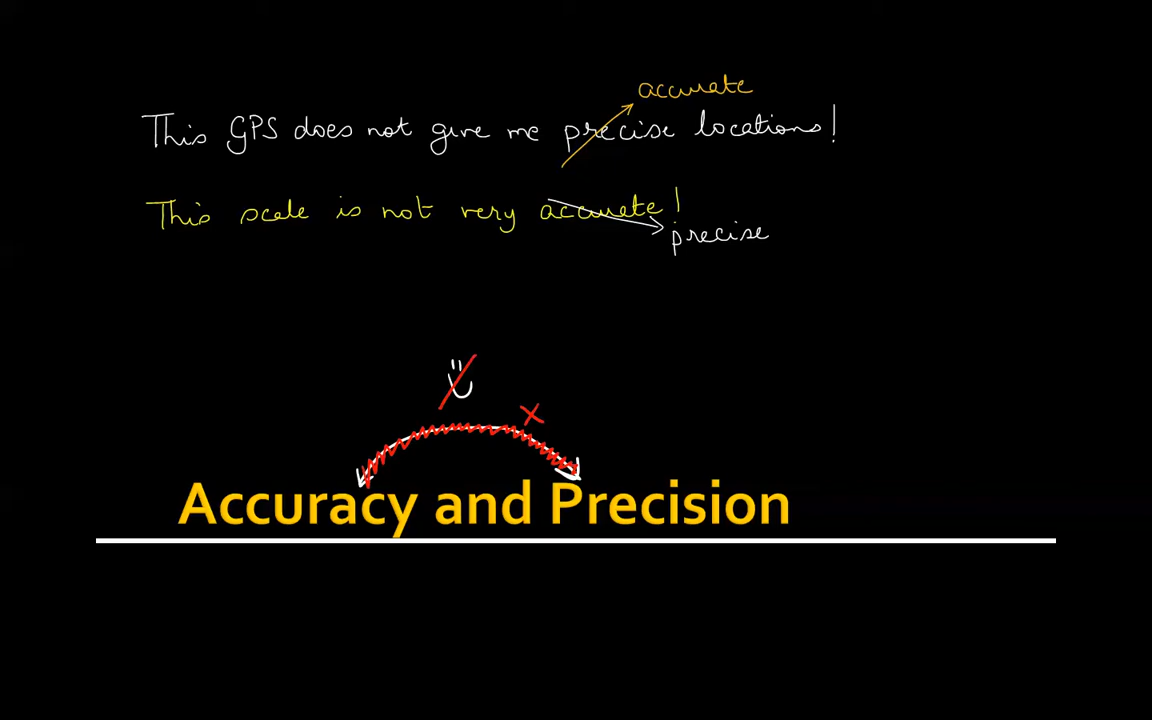 accurate
This GPS does not give me precise locations!
This scale is not very accurate!
precise
x
Accuracy and Precision